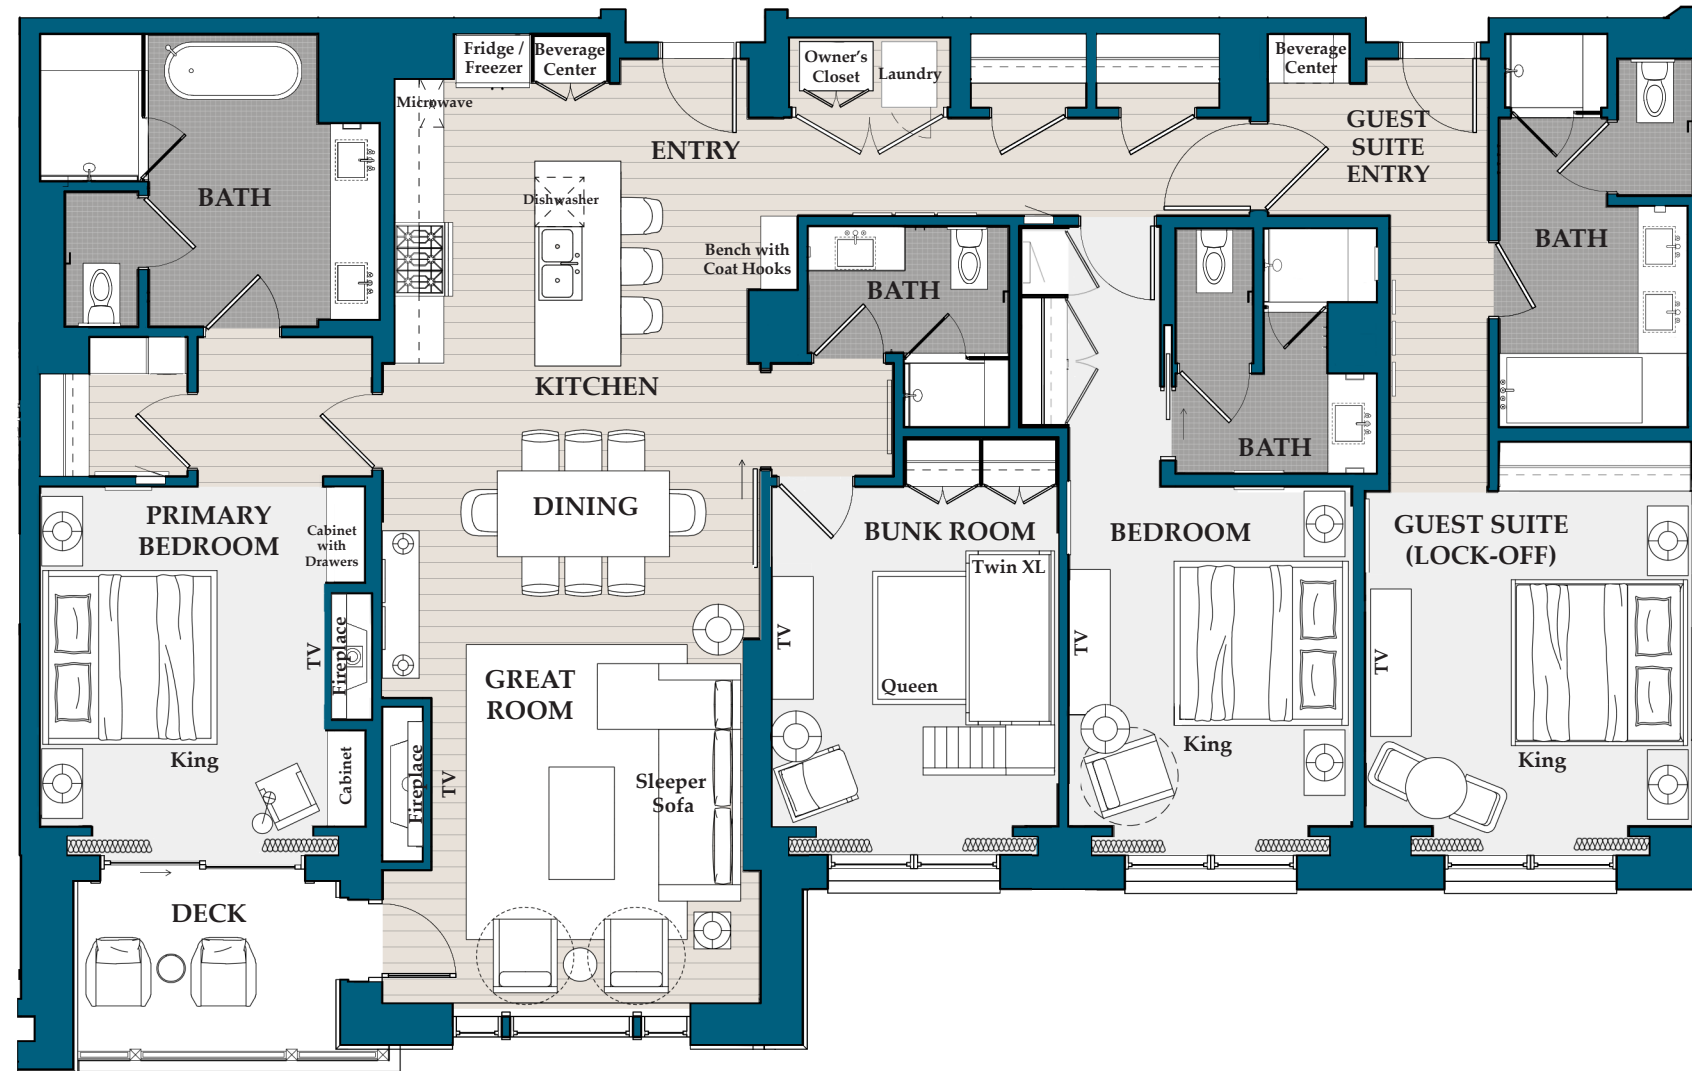 Fridge /
Freezer
Beverage
Center
Owner's
Closet
Laundry
Beverage
Center
Microwave
ENTRY
GUEST
SUITE
ENTRY
BATH
Dishwasher
Bench with
Coat Hooks
BATH
BATH
KITCHEN
BATH
DINING
PRIMARY
BEDROOM
Cabinet
with
Drawers
BUNK ROOM
BEDROOM
GUEST SUITE
(LOCK-OFF)
Twin XL
TV
Fireplace
GREAT
ROOM
TV
Queen
TV
TV
King
Cabinet
Fireplace
TV
Sleeper
Sofa
King
King
DECK